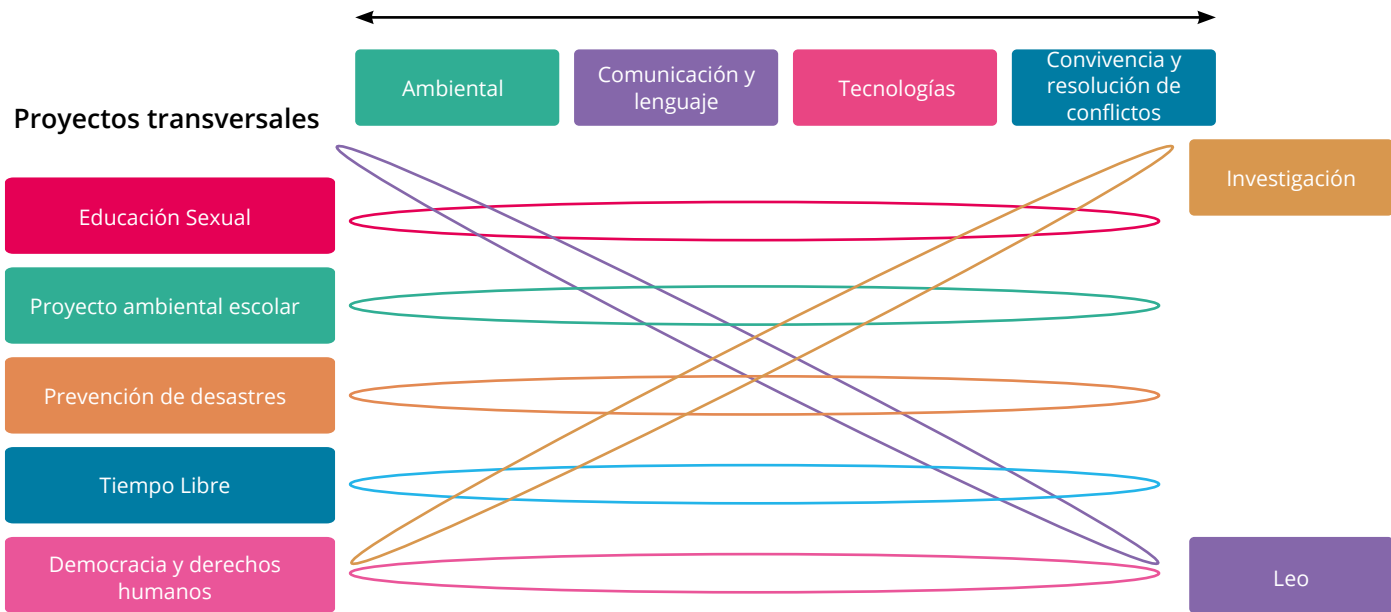 Ambiental
Comunicación y
lenguaje
Tecnologías
Convivencia y
resolución de
conflictos
Proyectos transversales
Investigación
Educación Sexual
Proyecto ambiental escolar
Prevención de desastres
Tiempo Libre
Democracia y derechos
humanos
Leo